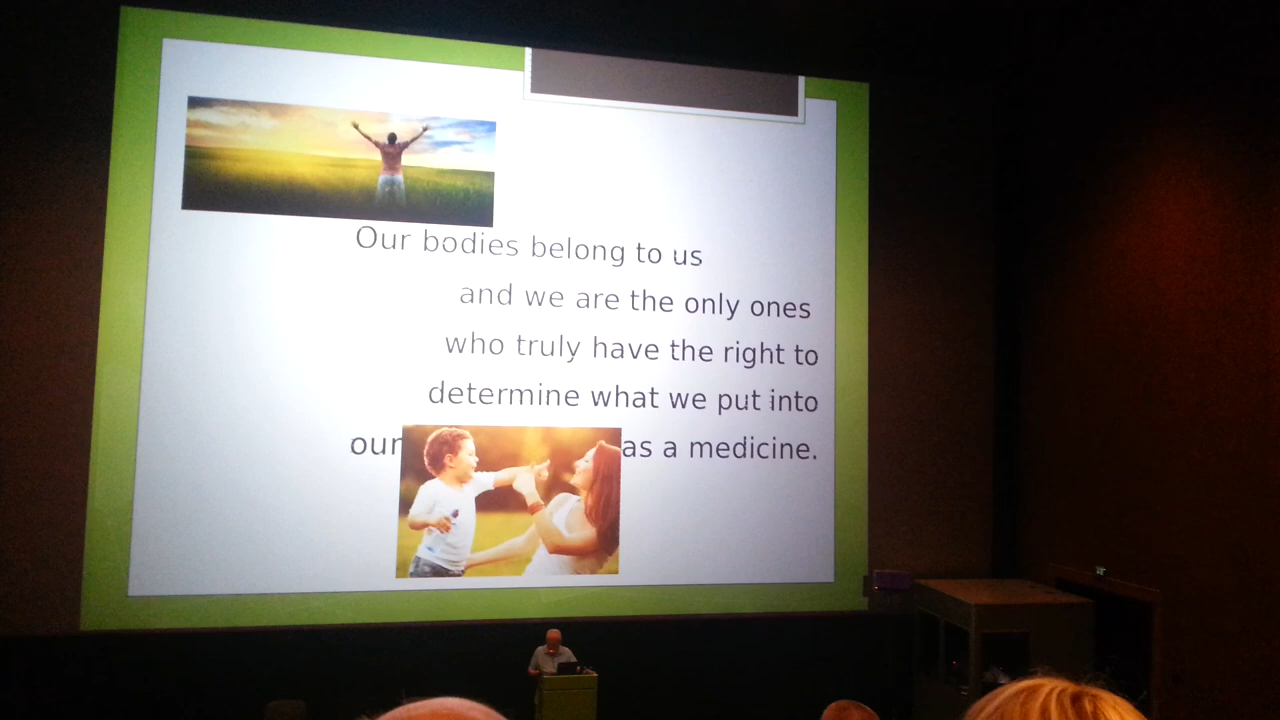 Our bodies belong to us
and we are the only ones
who truly have the right to
determine what we put into
our as a medicine.